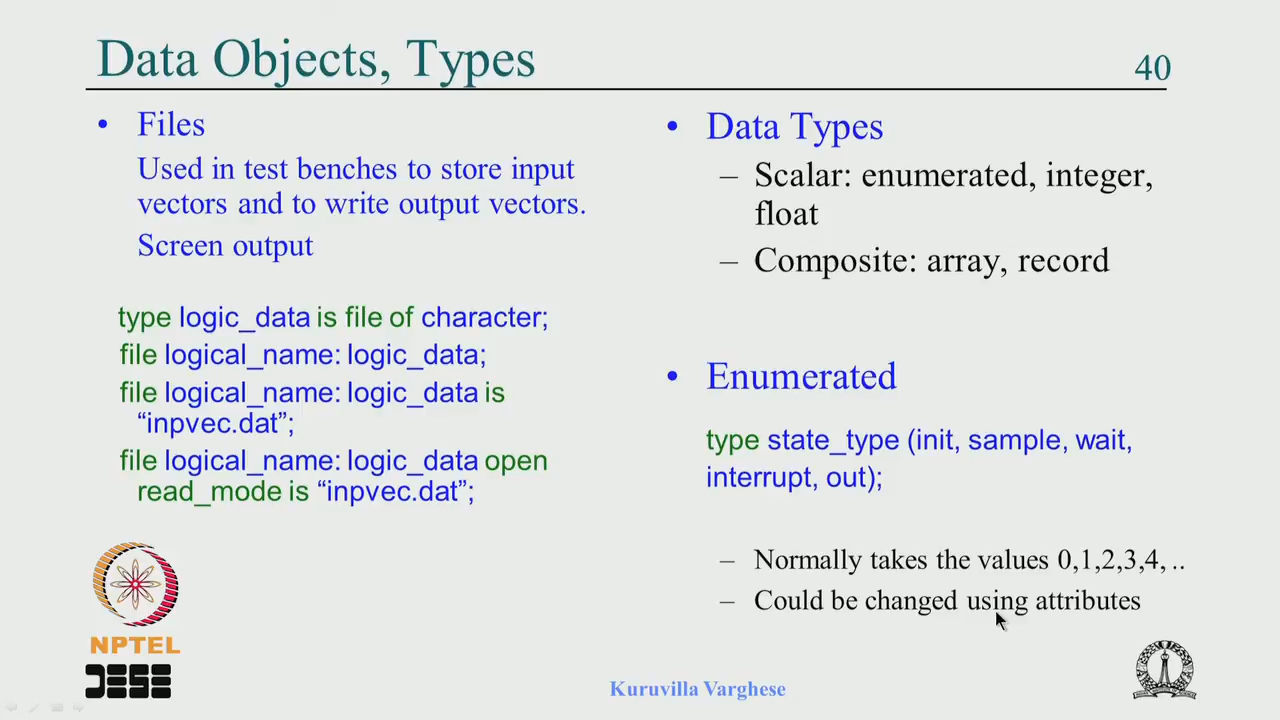 Data Objects, Types
40
• Files
Used in test benches to store input
vectors and to write output vectors.
Screen output
type logic_data is file of character;
file logical_name: logic_data;
file logical_name: logic_data is
“inpvec.dat”;
file logical_name: logic_data open
read_mode is “inpvec.dat”;
• Data Types
– Scalar: enumerated, integer,
float
– Composite: array, record
• Enumerated
type state_type (init, sample, wait,
interrupt, out);
– Normally takes the values 0,1,2,3,4, ..
– Could be changed using attributes
NPTEL
DESE
Kuruvilla Varghese